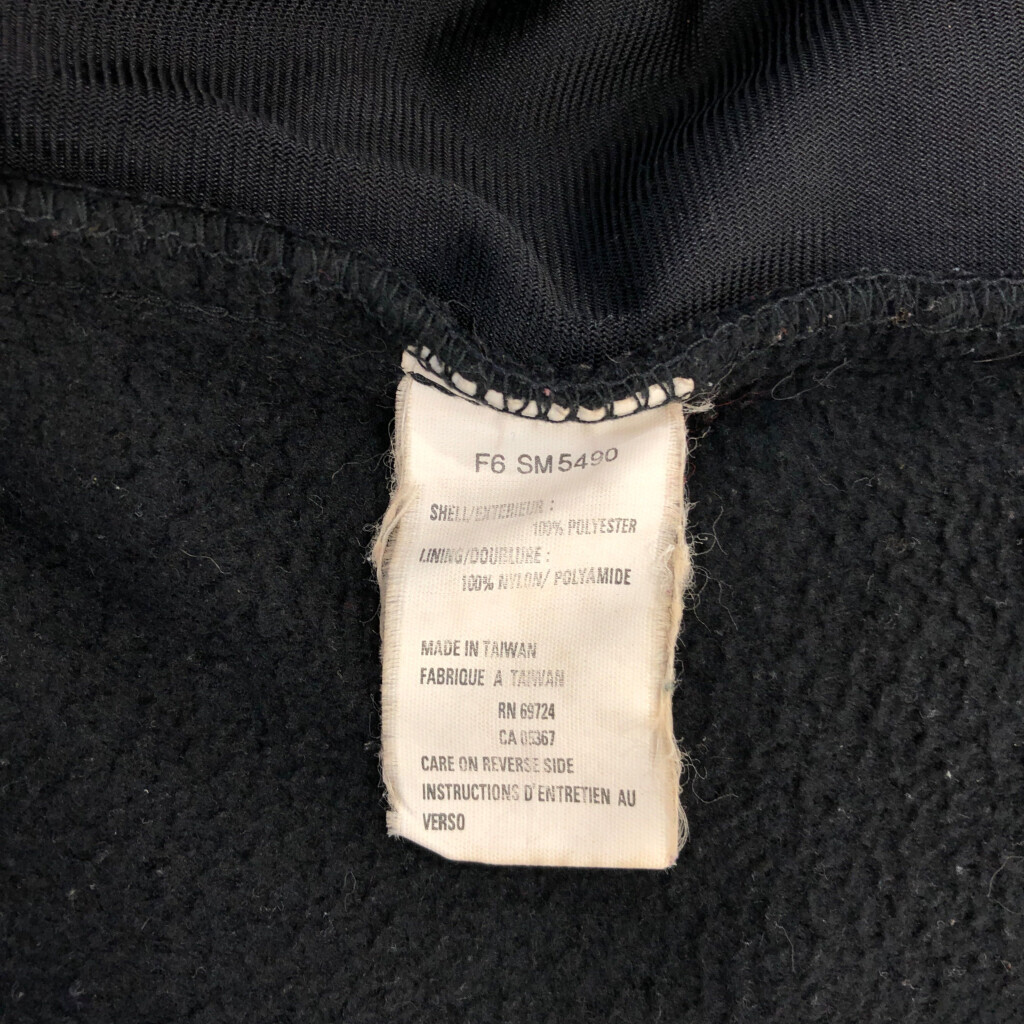 F6 SM5490
SHELL/EXTERIEUR :
100% POLYESTER
LINING/DOUBLURE :
100% NYLON/ POLYAMIDE
MADE IN TAIWAN
FABRIQUE A TAIWAN
RN 69724
CA 05367
CARE ON REVERSE SIDE
INSTRUCTIONS D'ENTRETIEN AU
VERSO